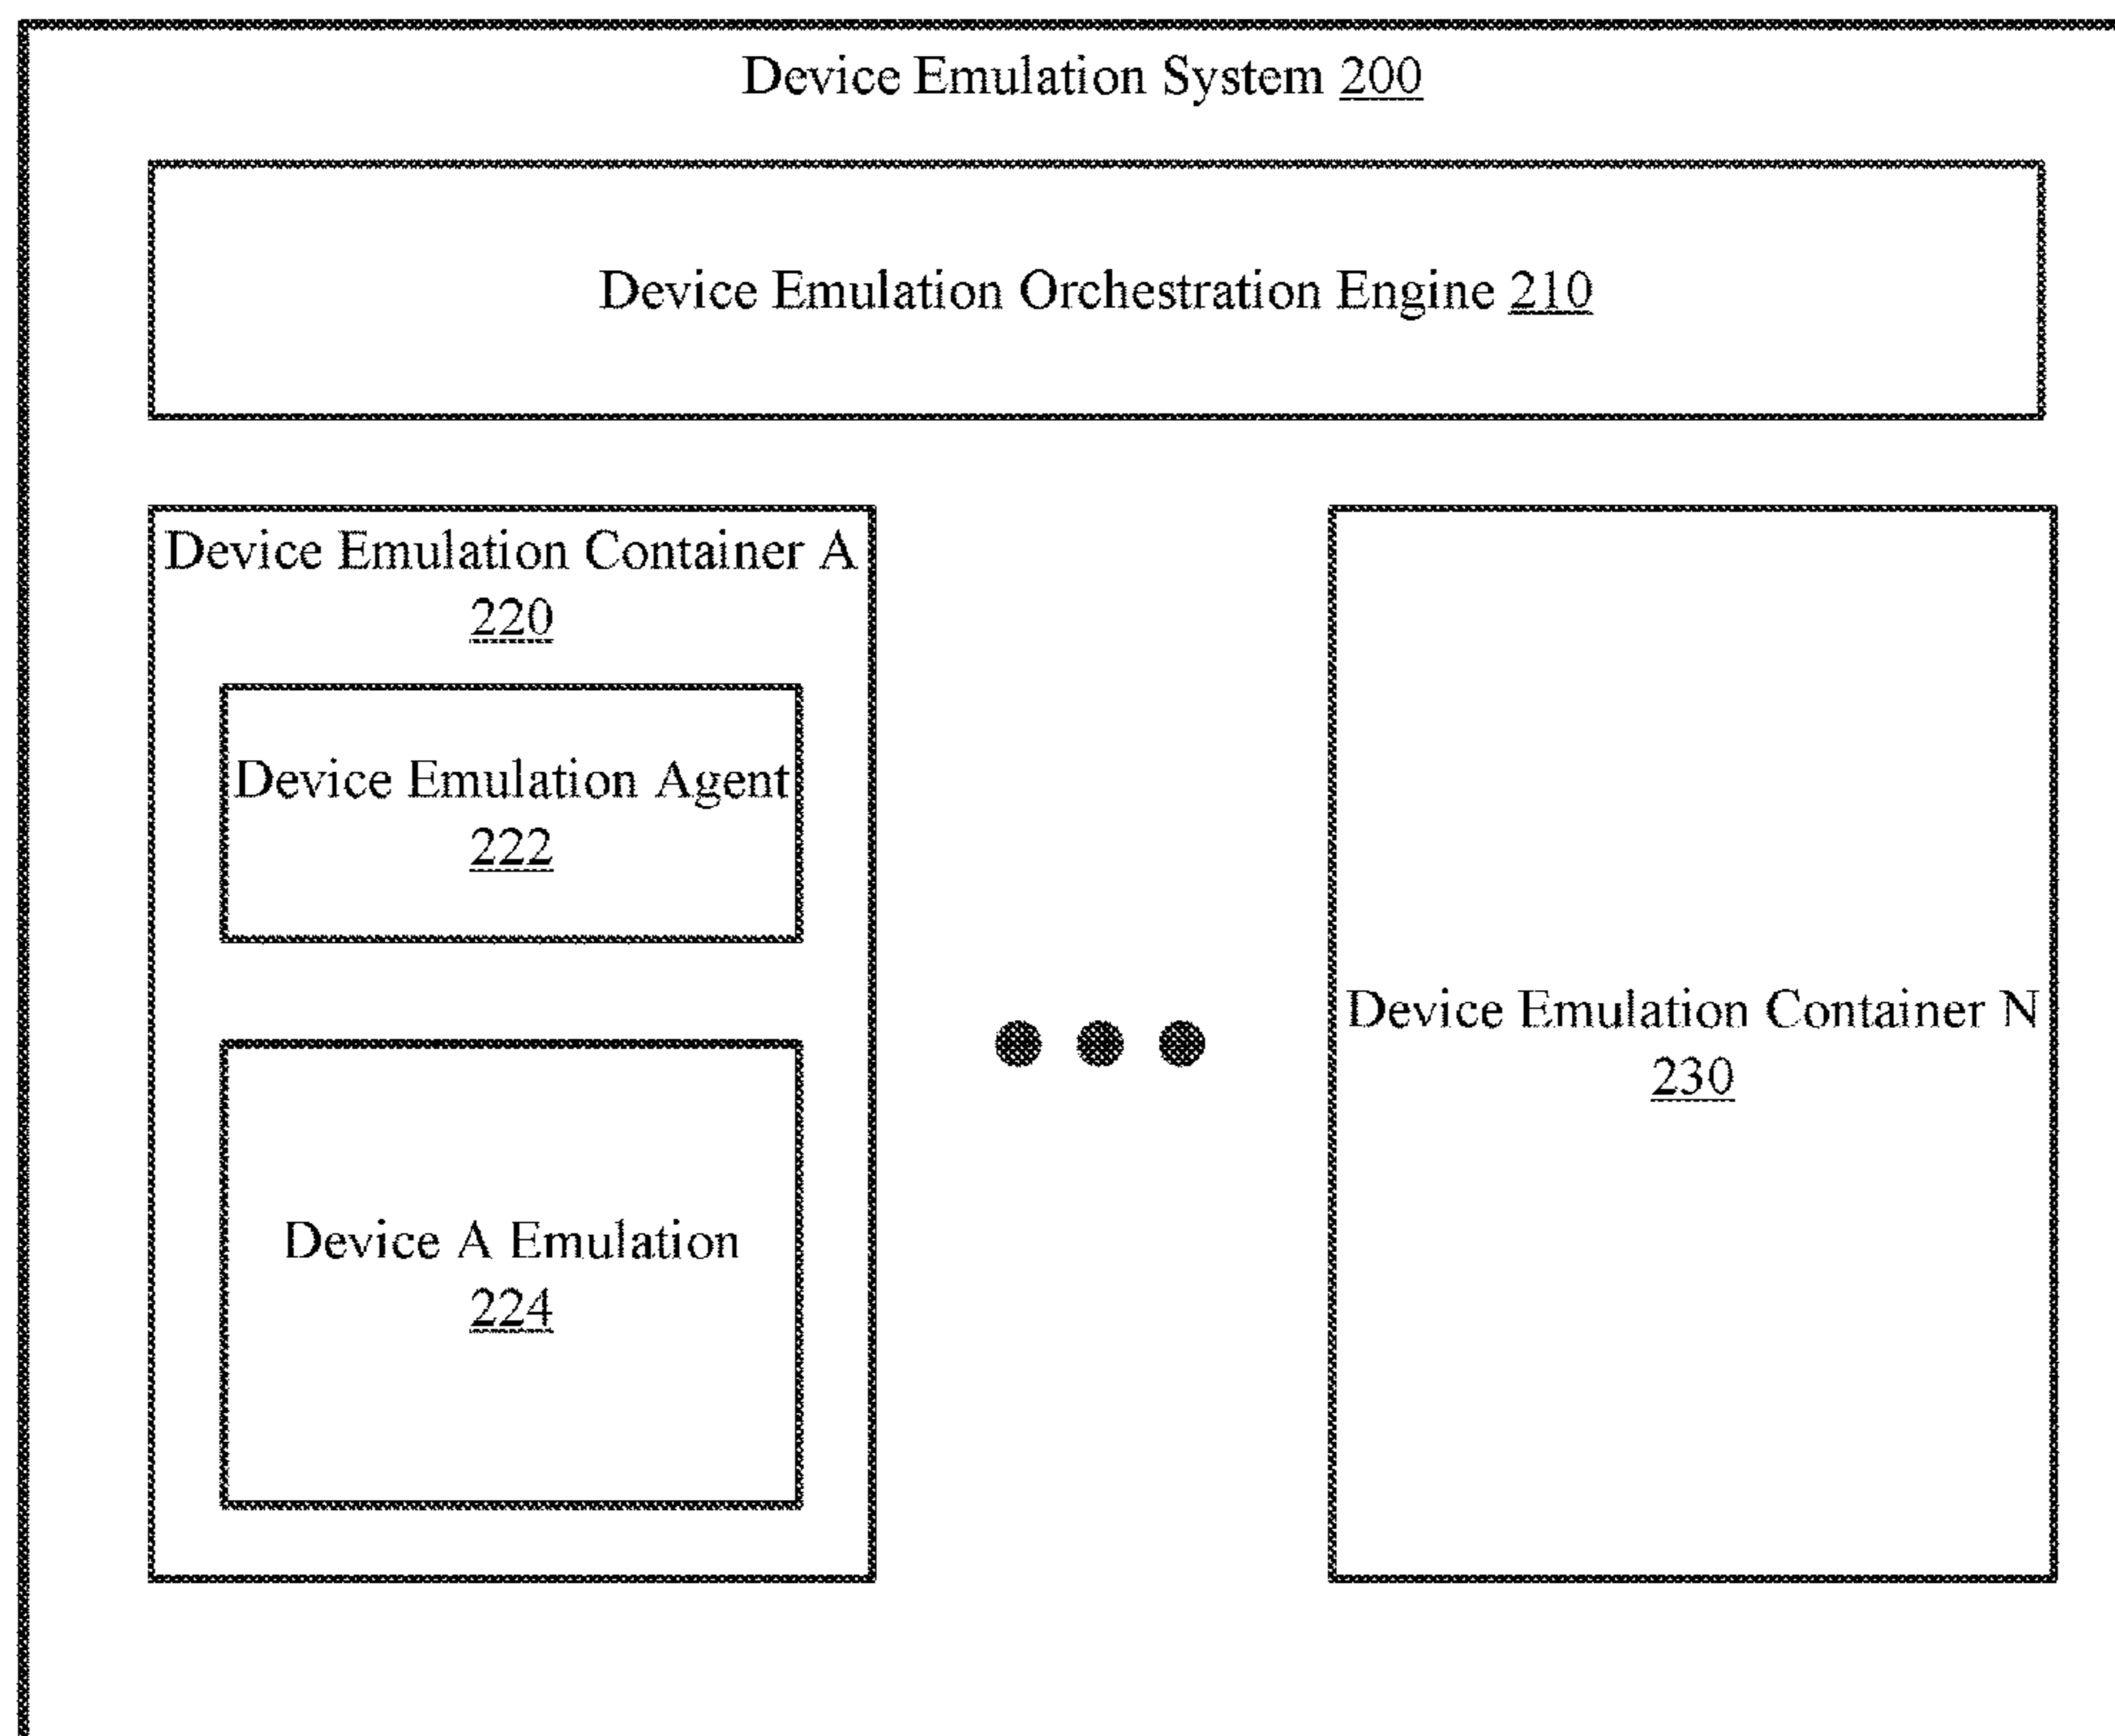 Device Emulation System 200
Device Emulation Orchestration Engine 210
Device Emulation Container A
220
Device Emulation Agent
222
Device A Emulation
224
Device Emulation Container N
230